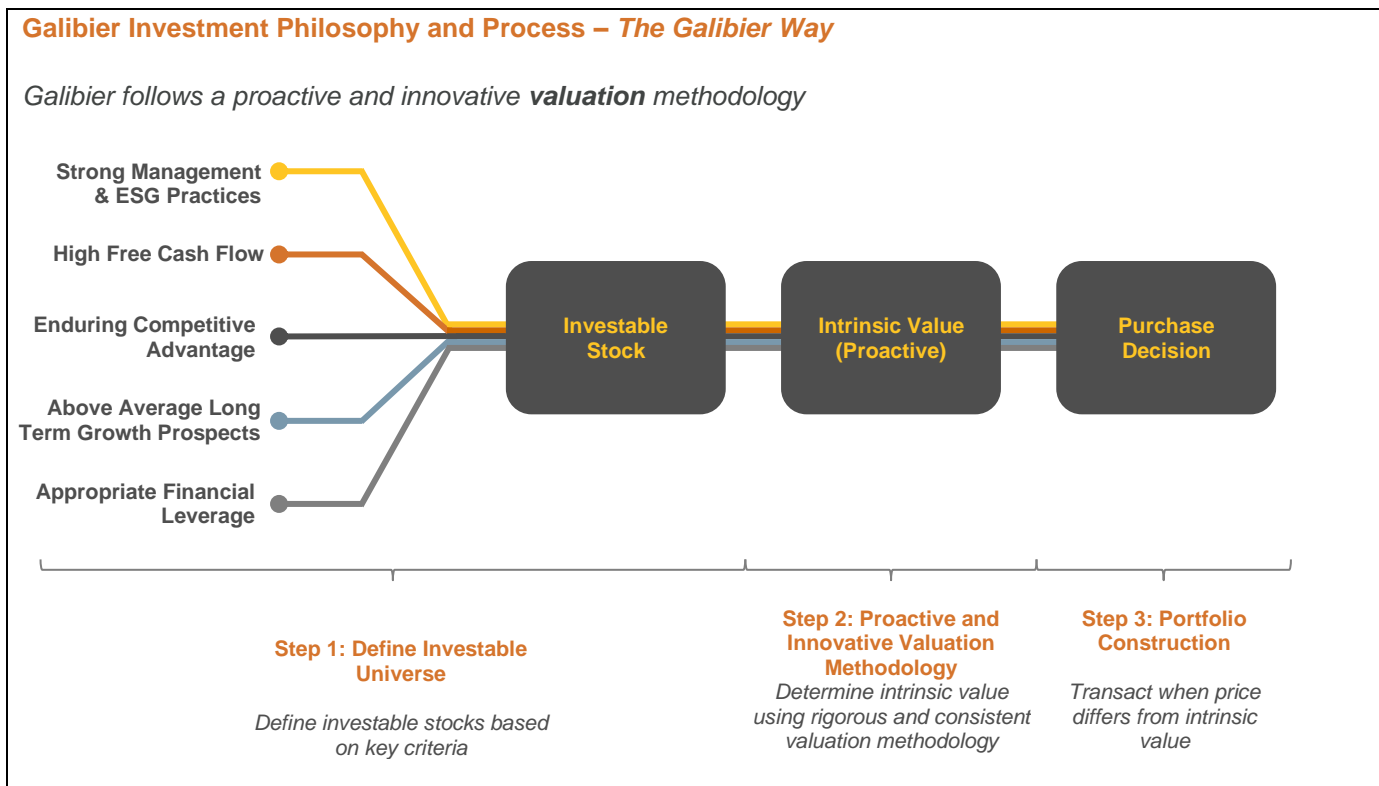 Galibier Investment Philosophy and Process – The Galibier Way
Galibier follows a proactive and innovative valuation methodology
Strong Management
& ESG Practices
High Free Cash Flow
Enduring Competitive
Advantage
Above Average Long
Term Growth Prospects
Appropriate Financial
Leverage
Investable
Stock
Intrinsic Value
(Proactive)
Purchase
Decision
Step 1: Define Investable
Universe
Define investable stocks based
on key criteria
Step 2: Proactive and
Innovative Valuation
Methodology
Determine intrinsic value
using rigorous and consistent
valuation methodology
Step 3: Portfolio
Construction
Transact when price
differs from intrinsic
value